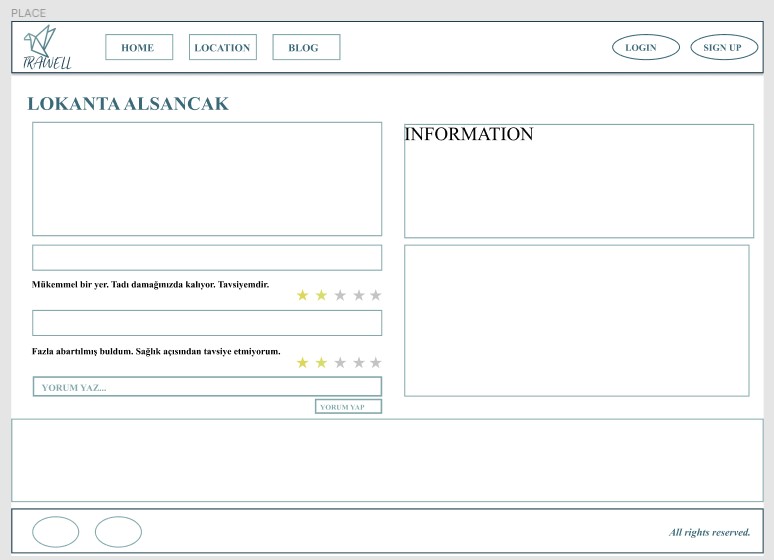 PLACE
TRAWELL
HOME
LOCATION
BLOG
LOGIN
SIGN UP
LOKANTA ALSANCAK
INFORMATION
Mükemmel bir yer. Tadı damağınızda kalıyor. Tavsiyemdir.
Fazla abartılmış buldum. Sağlık açısından tavsiye etmiyorum.
YORUM YAZ...
YORUM YAP
All rights reserved.